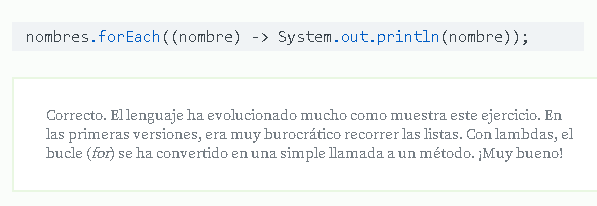 nombres.forEach((nombre) -> System.out.println(nombre));
Correcto. El lenguaje ha evolucionado mucho como muestra este ejercicio. En
las primeras versiones, era muy burocrático recorrer las listas. Con lambdas, el
bucle (for) se ha convertido en una simple llamada a un método. ¡Muy bueno!